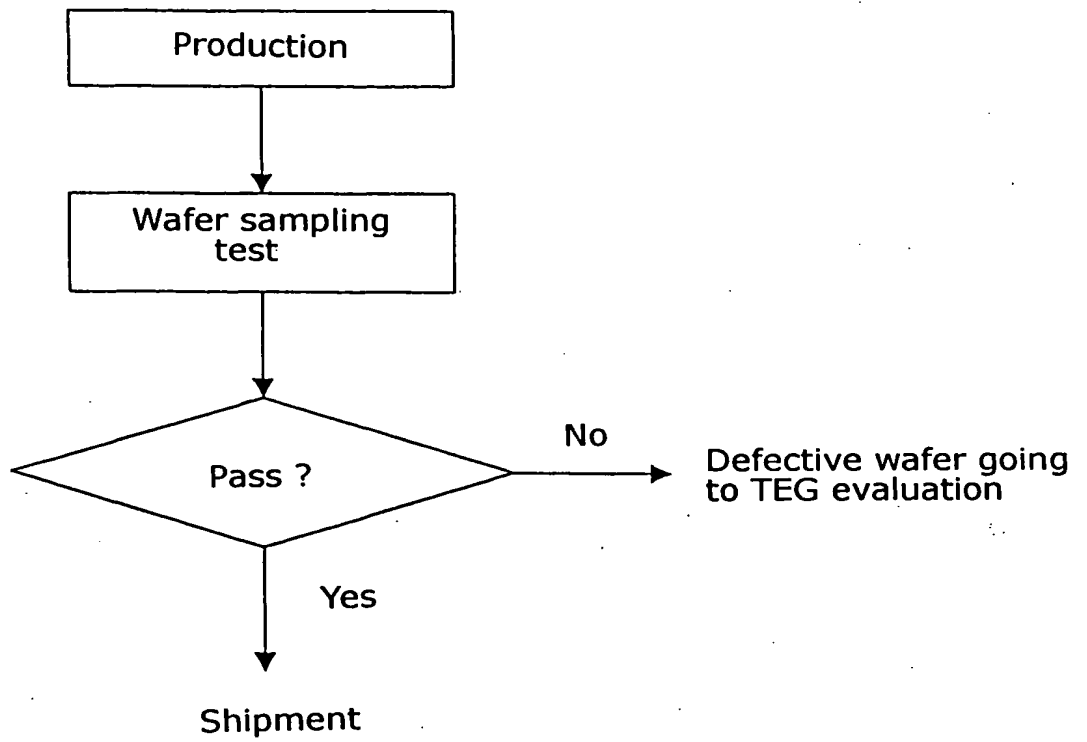 Production
Wafer sampling
test
Pass ?
No
Defective wafer going
to TEG evaluation
Yes
Shipment